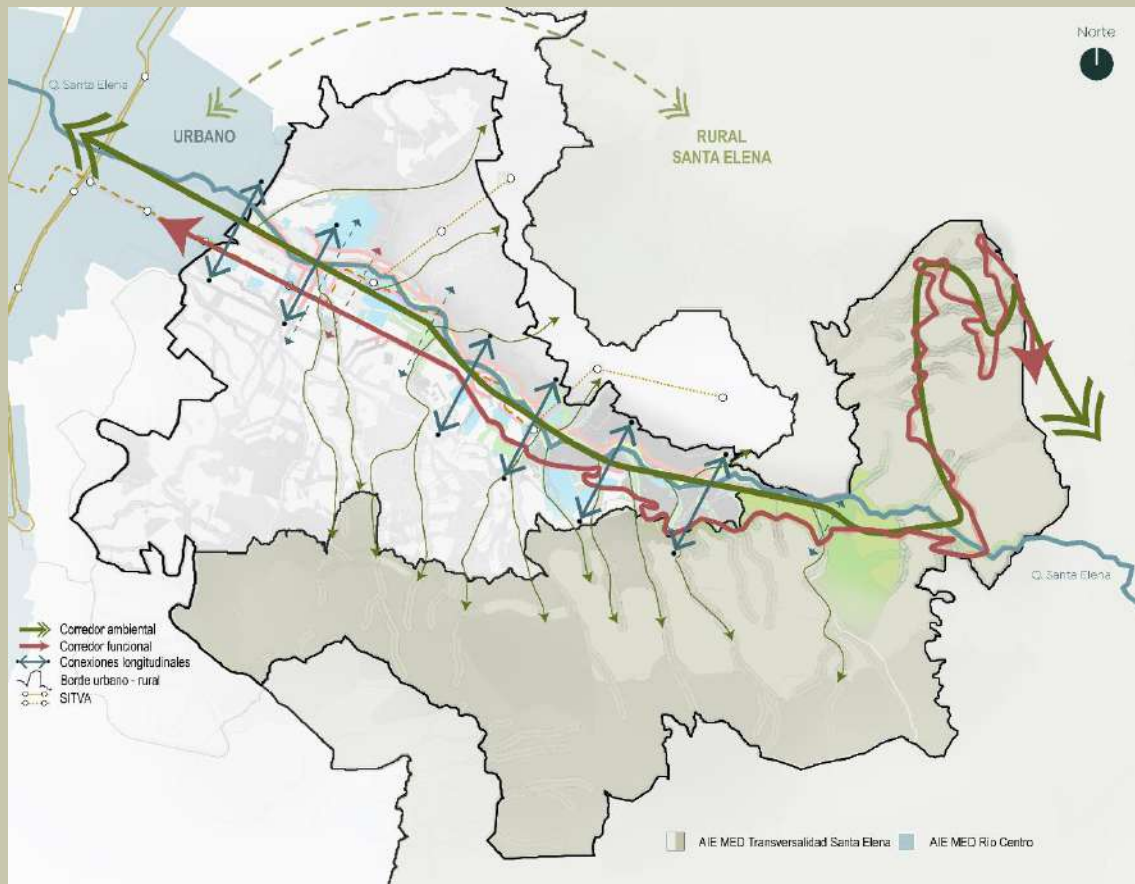 Norte
Q. Santa Elena
URBANO
RURAL
SANTA ELENA
Q. Santa Elena
Corredor ambiental
Corredor funcional
Conexiones longitudinales
Borde urbano - rural
SITVA
AIE MED Transversalidad Santa Elena
AIE MED Río Centro